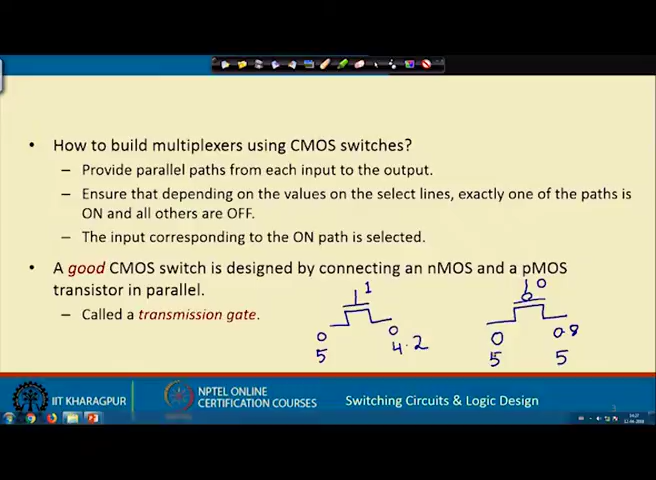 • How to build multiplexers using CMOS switches?
– Provide parallel paths from each input to the output.
– Ensure that depending on the values on the select lines, exactly one of the paths is
ON and all others are OFF.
– The input corresponding to the ON path is selected.
• A good CMOS switch is designed by connecting an nMOS and a pMOS
transistor in parallel.
– Called a transmission gate.
1
0
0 0
5 4.2
0 0.8
5 5
IIT KHARAGPUR
NPTEL ONLINE
CERTIFICATION COURSES
Switching Circuits & Logic Design